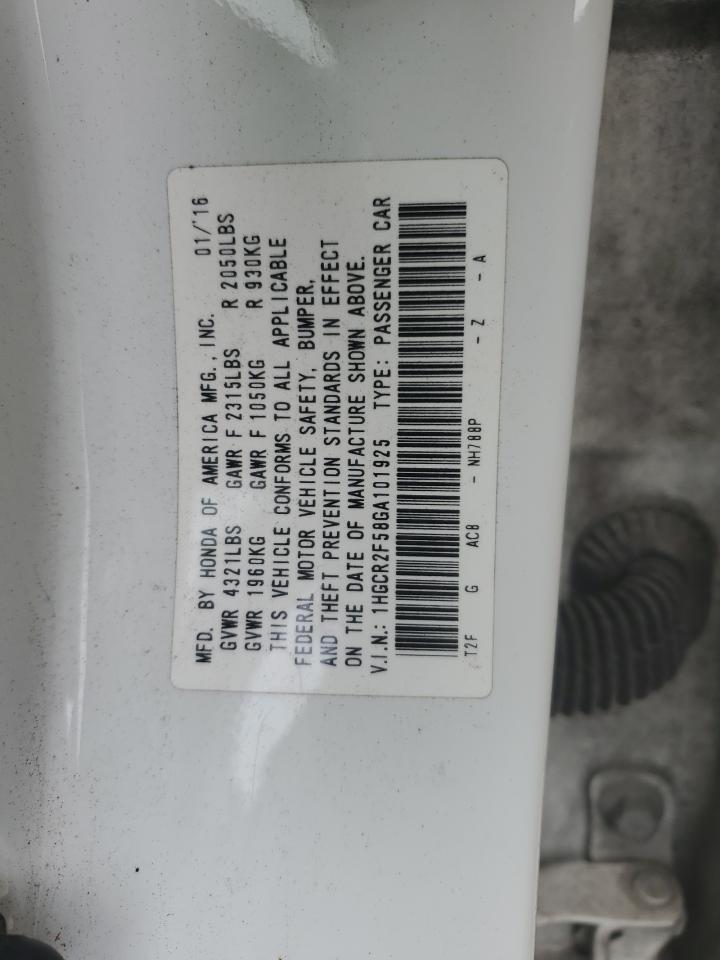 MFD. BY HONDA OF AMERICA MFG., INC. 01/'16
GVWR 4321LBS GAWR F 2315LBS R 2050LBS
GVWR 1960KG GAWR F 1050KG R 930KG
THIS VEHICLE CONFORMS TO ALL APPLICABLE
FEDERAL MOTOR VEHICLE SAFETY, BUMPER,
AND THEFT PREVENTION STANDARDS IN EFFECT
ON THE DATE OF MANUFACTURE SHOWN ABOVE.
V.I.N.: 1HGCR2F58GA101925 TYPE: PASSENGER CAR
T2F G AC8 - NH788P - Z - A